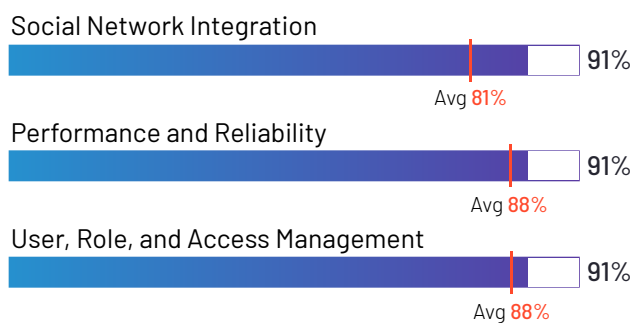 Social Network Integration
91%
Avg 81%
Performance and Reliability
91%
Avg 88%
User, Role, and Access Management
91%
Avg 88%